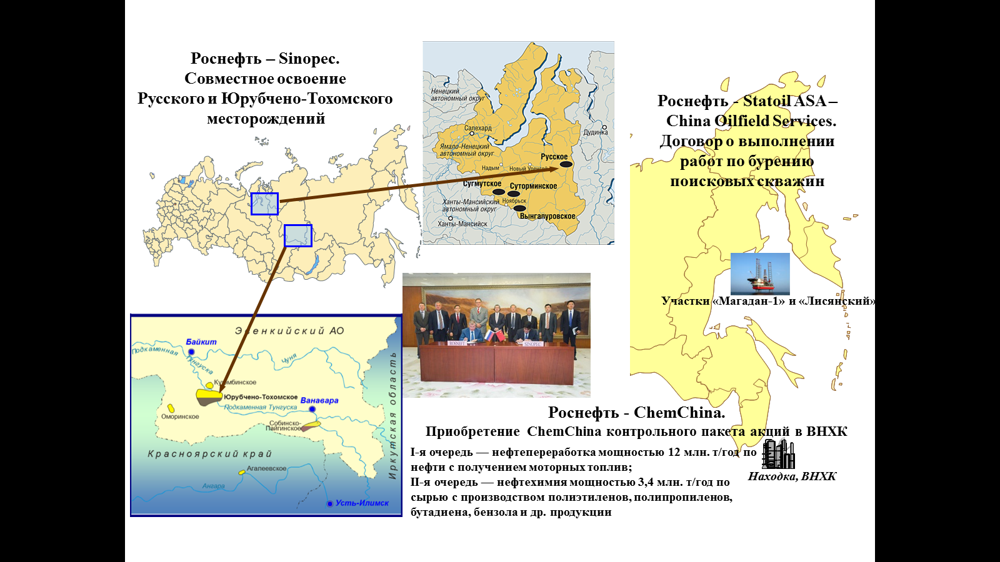 Роснефть – Sinopec.
Совместное освоение
Русского и Юрубчено-Тохомского
месторождений
Ненецкий
автономный округ
Салехард
Дудинка
Ямало-Ненецкий
автономный округ
Русское
Надым
Новый Уренгой
Сугмутское
Суторминское
Ханты-Мансийский
автономный округ
Ноябрьск
Вынгапуровское
Ханты-Мансийск
Роснефть - Statoil ASA –
China Oilfield Services.
Договор о выполнении
работ по бурению
поисковых скважин
Участки «Магадан-1» и «Лисянский»
ROSNEFT
SINOPEC
Эвенкийский АО
Байкит
Подкаменная
Тунгуска
Чуня
Куюмбинское
Юрубчено-Тохомское
Ванавара
Подкаменная Тунгуска
Оморинское
Собинско-
Пайгинское
Иркутская область
Красноярский край
Агалеевское
Ангара
Усть-Илимск
Роснефть - ChemChina.
Приобретение ChemChina контрольного пакета акций в ВНХК
I-я очередь — нефтепереработка мощностью 12 млн. т/год по
нефти с получением моторных топлив;
II-я очередь — нефтехимия мощностью 3,4 млн. т/год по
сырью с производством полиэтиленов, полипропиленов,
бутадиена, бензола и др. продукции
Находка, ВНХК